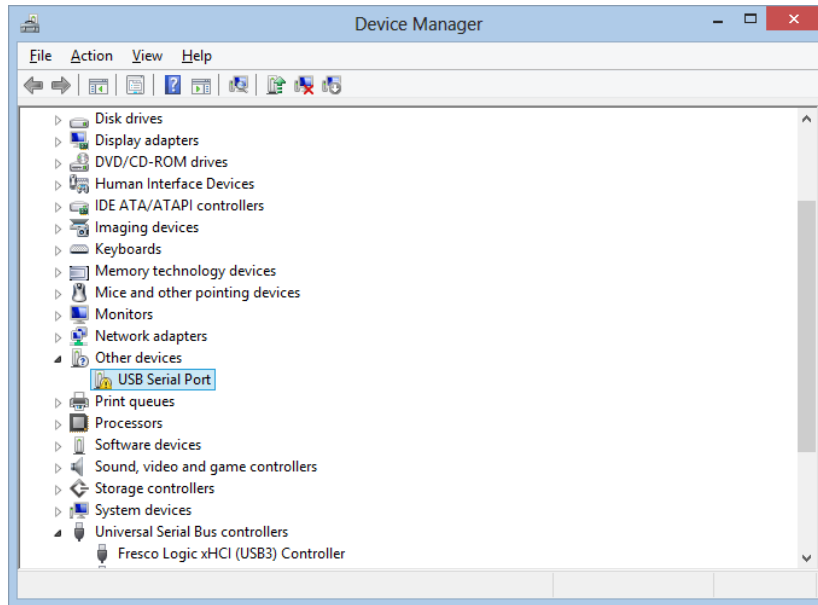 Device Manager
File Action View Help
Disk drives
Display adapters
DVD/CD-ROM drives
Human Interface Devices
IDE ATA/ATAPI controllers
Imaging devices
Keyboards
Memory technology devices
Mice and other pointing devices
Monitors
Network adapters
Other devices
USB Serial Port
Print queues
Processors
Software devices
Sound, video and game controllers
Storage controllers
System devices
Universal Serial Bus controllers
Fresco Logic xHCI (USB3) Controller